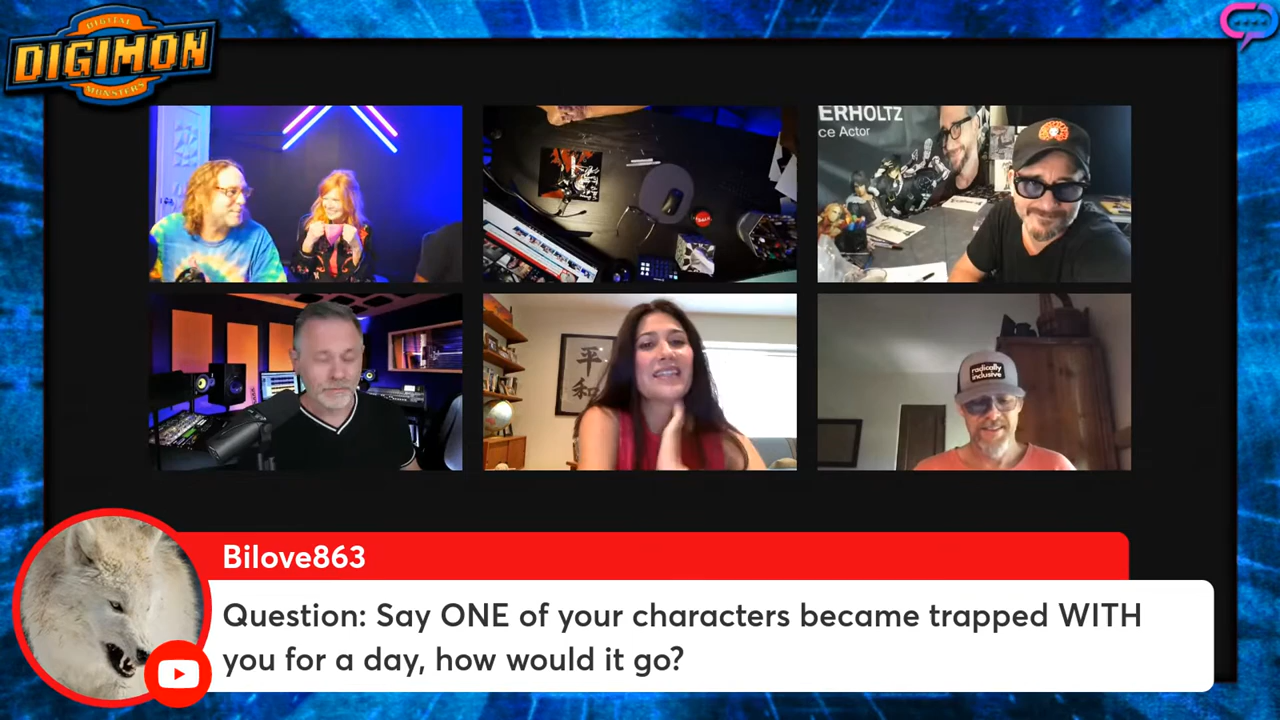 DIGITAL
DIGIMON
MONSTERS
ERHOLTZ
ce Actor
平
和
radically
inclusive
Bilove863
Question: Say ONE of your characters became trapped WITH
you for a day, how would it go?